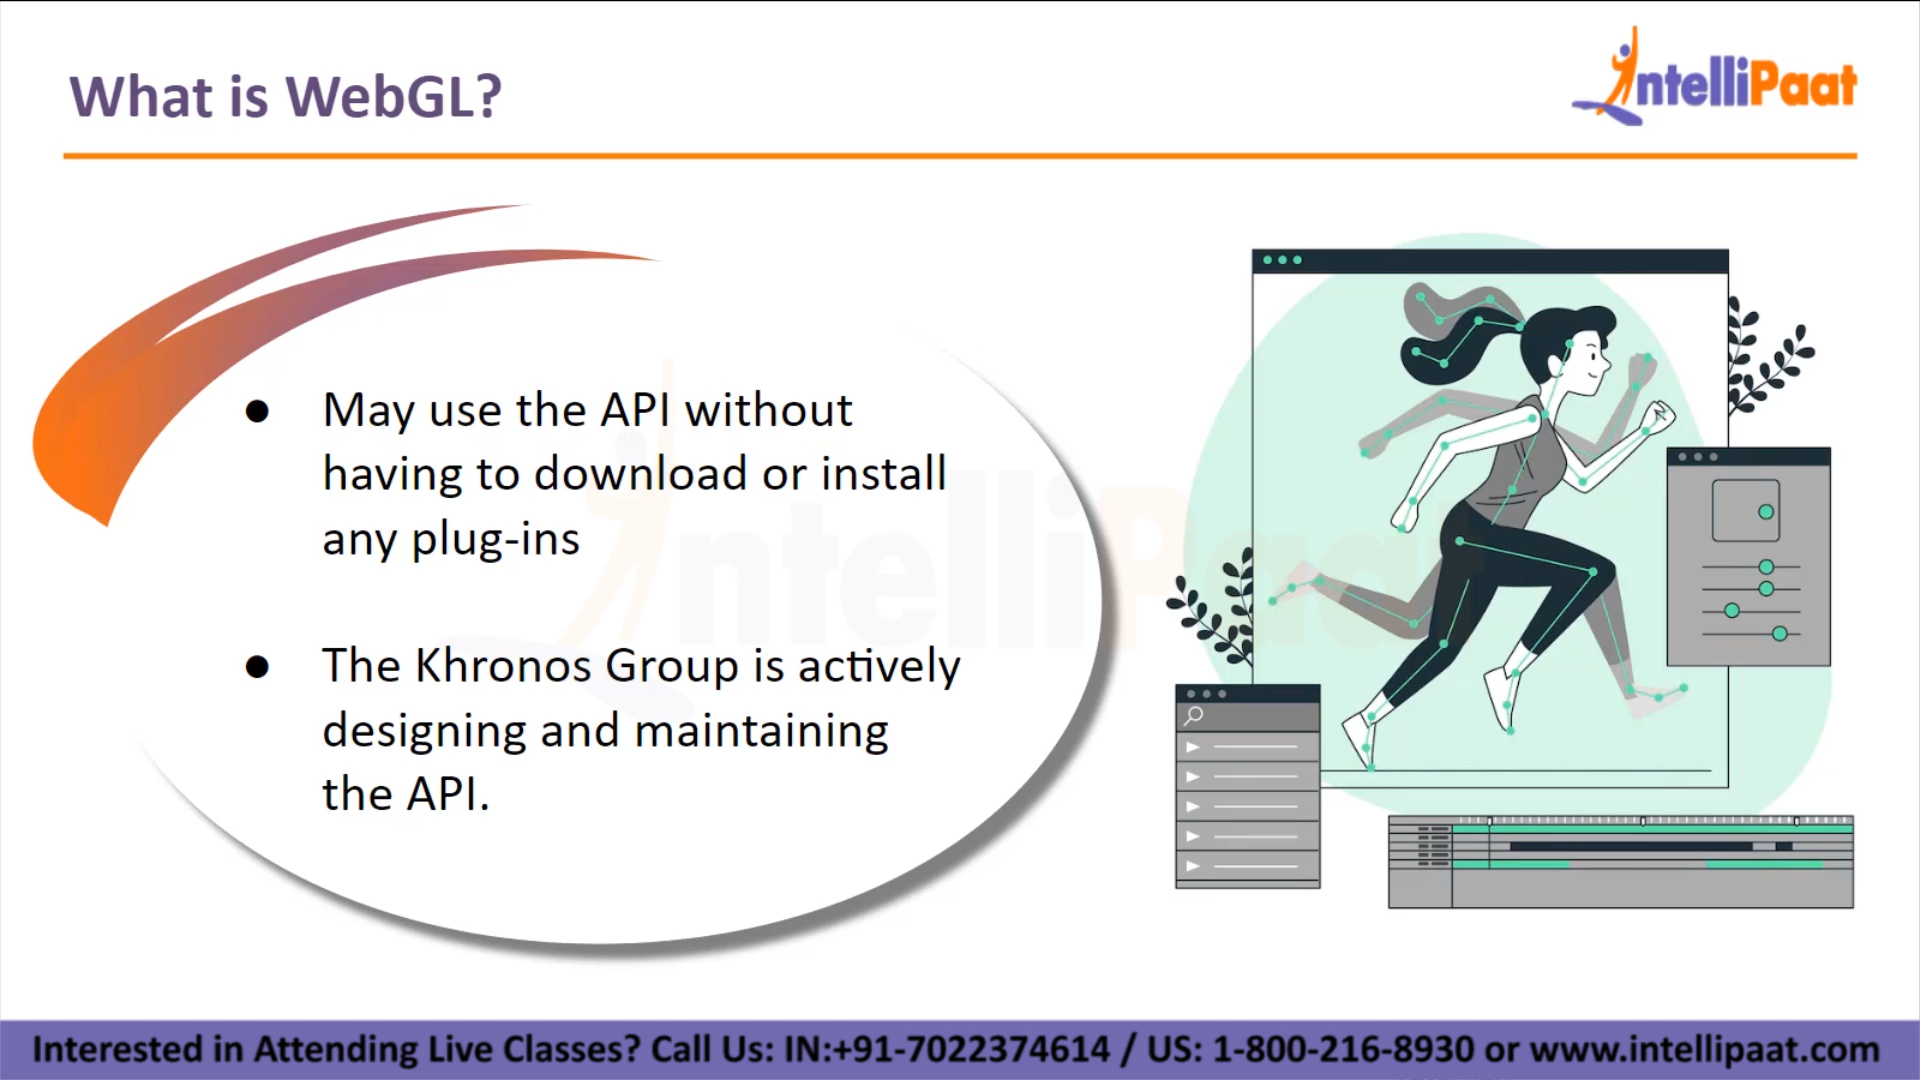 What is WebGL?
IntelliPaat
● May use the API without
having to download or install
any plug-ins
● The Khronos Group is actively
designing and maintaining
the API.
IntelliPaat
Interested in Attending Live Classes? Call Us: IN:+91-7022374614 / US: 1-800-216-8930 or www.intellipaat.com